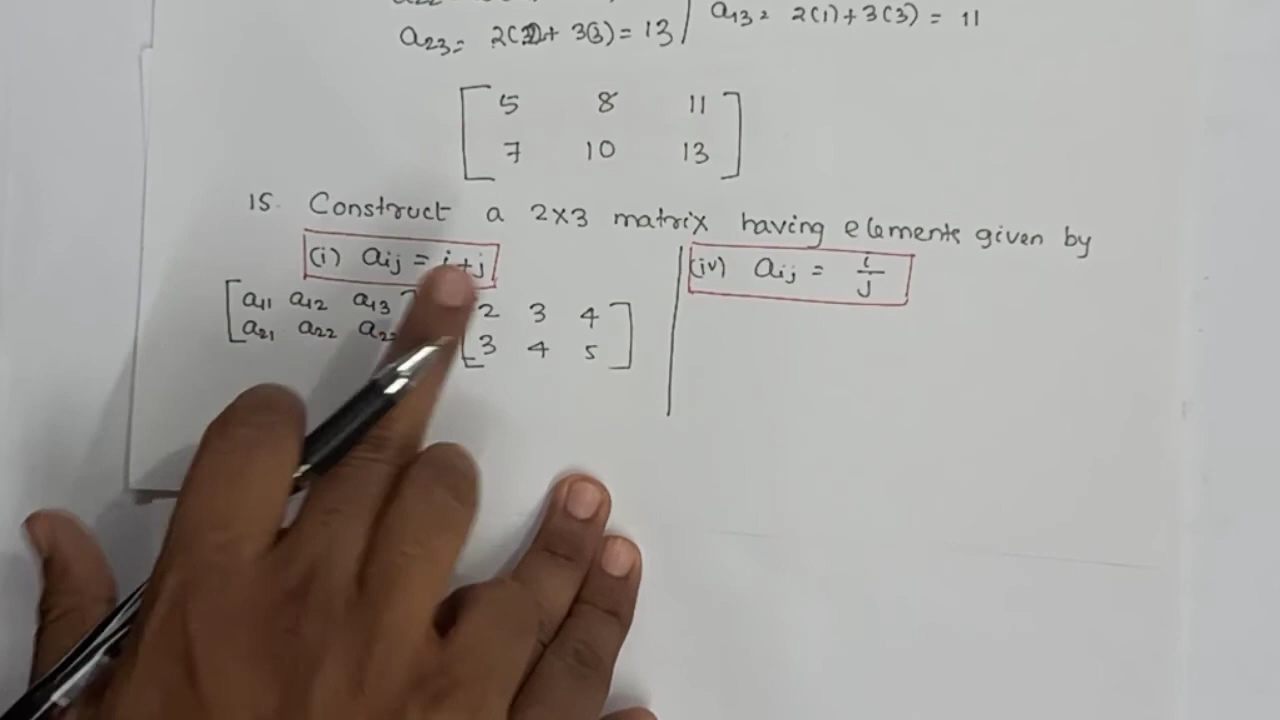 a23= 2(2)+ 3(3) = 13
a13= 2(1)+3(3) = 11
[5 8 11
7 10 13]
15. Construct a 2x3 matrix having elements given by
(i) aij = i+j
(iv) aij = i/j
[a11 a12 a13]
a21 a22
2 3 4]
[3 4 5